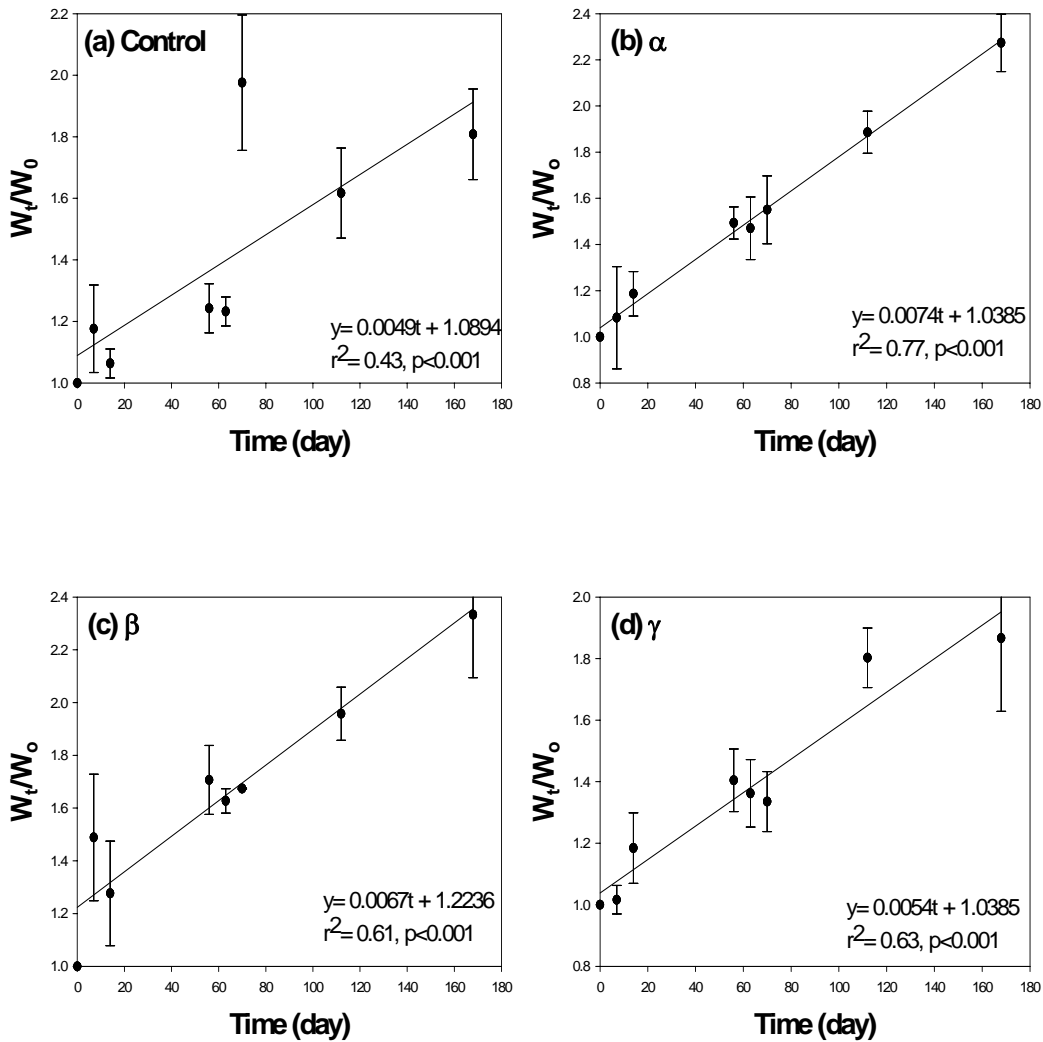 (a) Control
2.2
2.0
1.8
1.6
1.4
1.2
1.0
Wt/W0
y= 0.0049t + 1.0894
r2= 0.43, p<0.001
0 20 40 60 80 100 120 140 160 180
Time (day)
(b) α
2.4
2.2
2.0
1.8
1.6
1.4
1.2
1.0
0.8
Wt/Wo
y= 0.0074t + 1.0385
r2= 0.77, p<0.001
0 20 40 60 80 100 120 140 160 180
Time (day)
(c) β
2.4
2.2
2.0
1.8
1.6
1.4
1.2
1.0
Wt/Wo
y= 0.0067t + 1.2236
r2= 0.61, p<0.001
0 20 40 60 80 100 120 140 160 180
Time (day)
(d) γ
2.0
1.8
1.6
1.4
1.2
1.0
0.8
Wt/Wo
y= 0.0054t + 1.0385
r2= 0.63, p<0.001
0 20 40 60 80 100 120 140 160 180
Time (day)